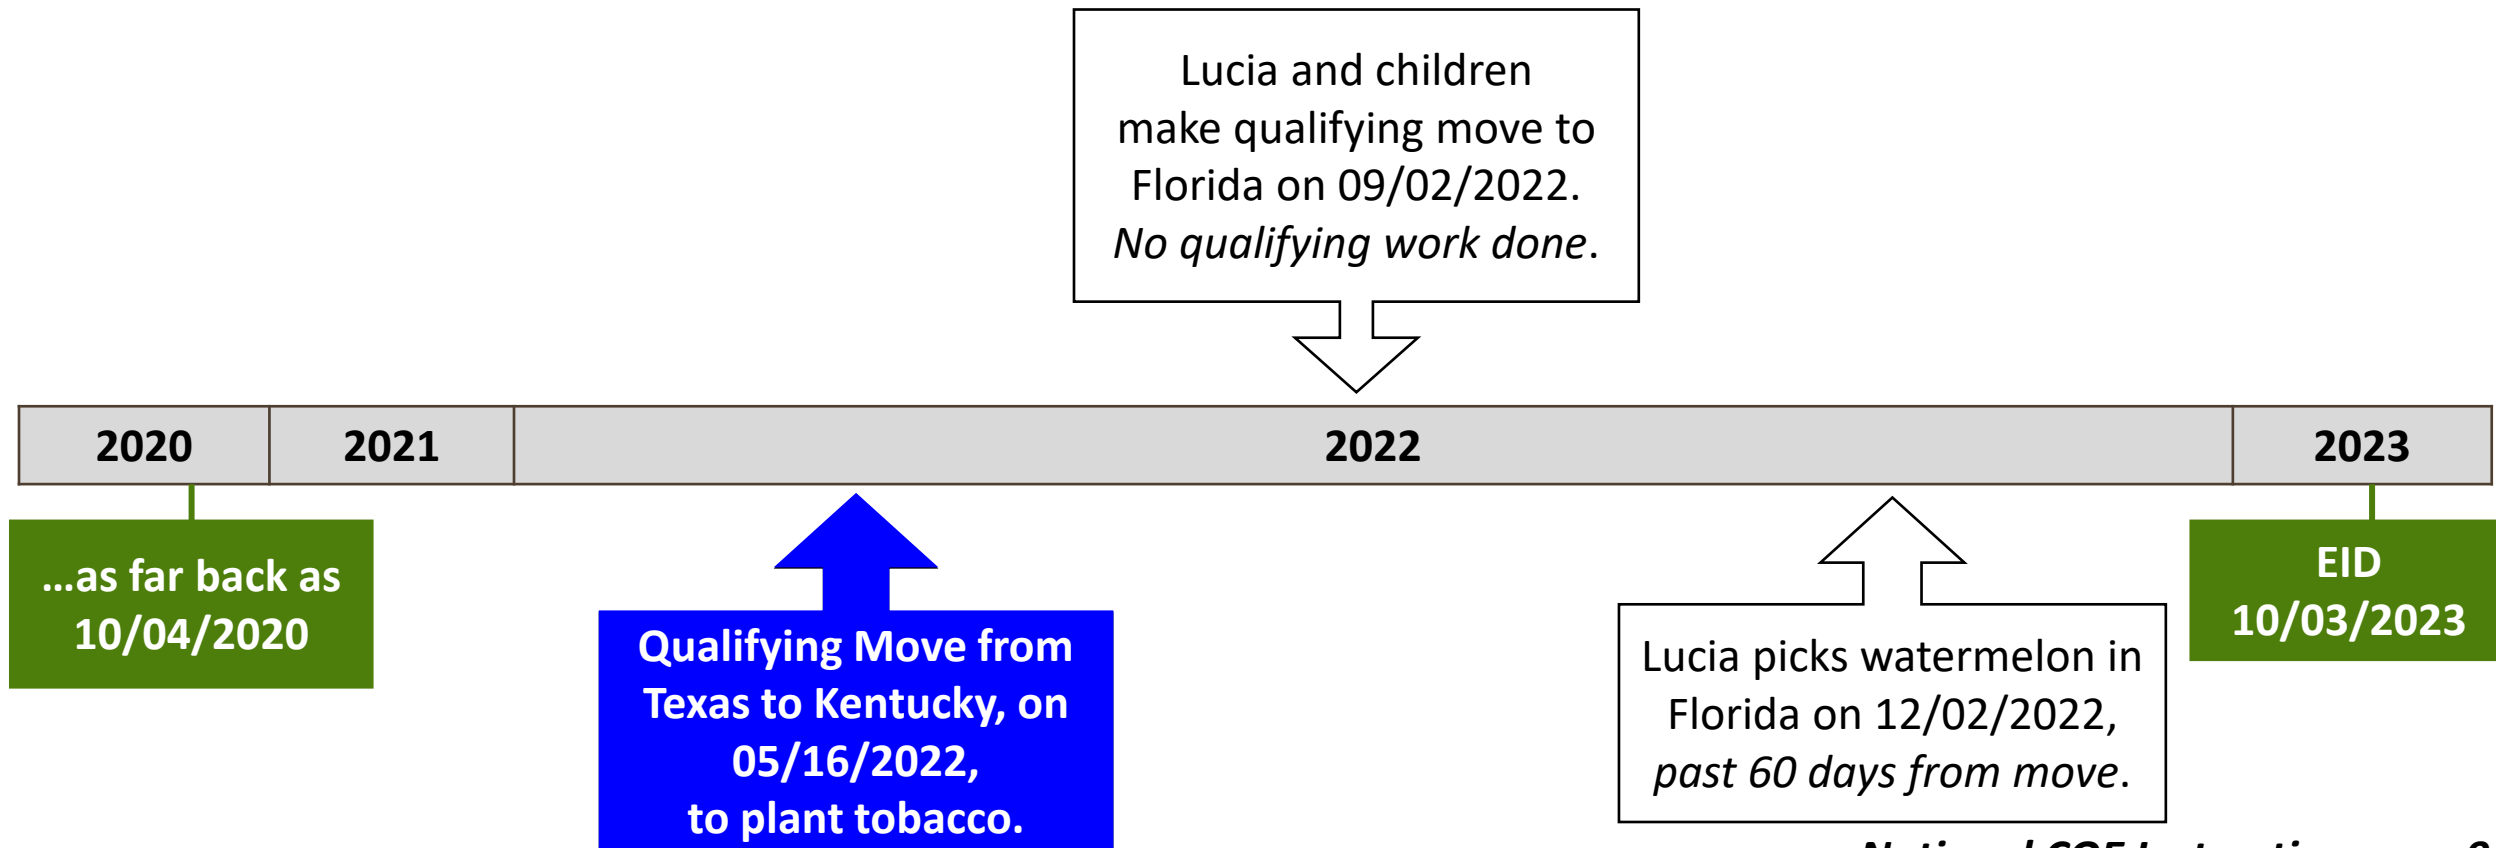 Lucia and children
make qualifying move to
Florida on 09/02/2022.
No qualifying work done.
2020
2021
2022
2023
...as far back as
10/04/2020
Qualifying Move from
Texas to Kentucky, on
05/16/2022,
to plant tobacco.
Lucia picks watermelon in
Florida on 12/02/2022,
past 60 days from move.
EID
10/03/2023
National COE